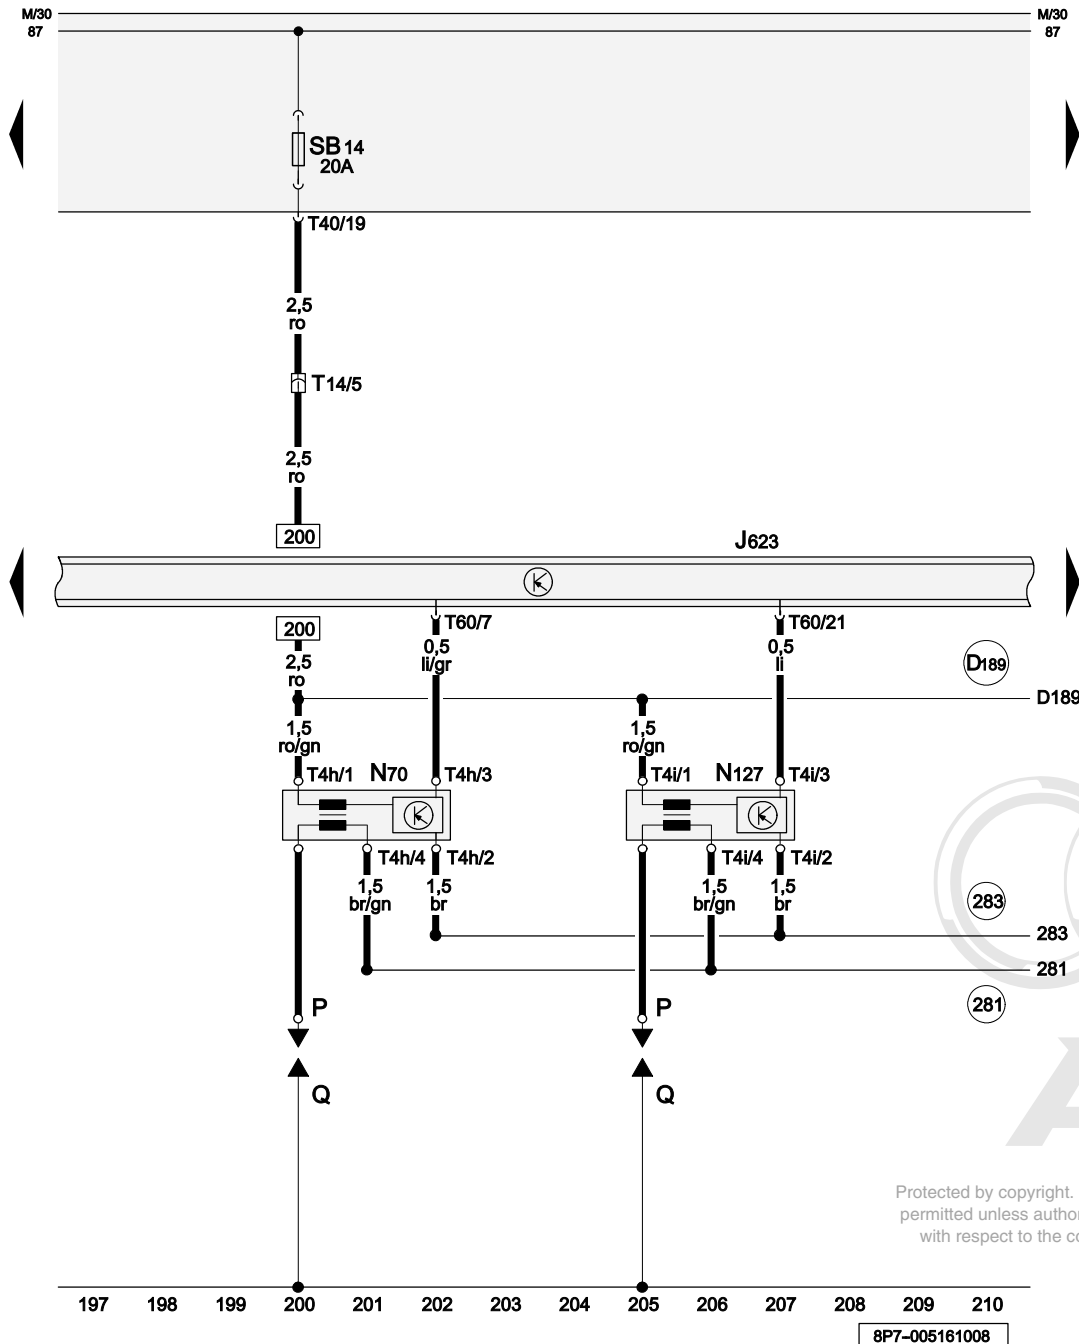 M/30
M/30
87
87
SB 14
20A
T40/19
2,5
ro
T14/5
2,5
ro
200
J623
200
T60/7
T60/21
2,5
ro
0,5
li/gr
0,5
li
D189
D189
1,5
ro/gn
1,5
ro/gn
T4h/1
N70
T4h/3
T4i/1
N127
T4i/3
T4h/4
T4h/2
T4i/4
T4i/2
1,5
br/gn
1,5
br
1,5
br/gn
1,5
br
283
283
281
281
P
P
Q
Q
Protected by copyright.
permitted unless author
with respect to the co
197 198 199 200 201 202 203 204 205 206 207 208 209 210
8P7-005161008